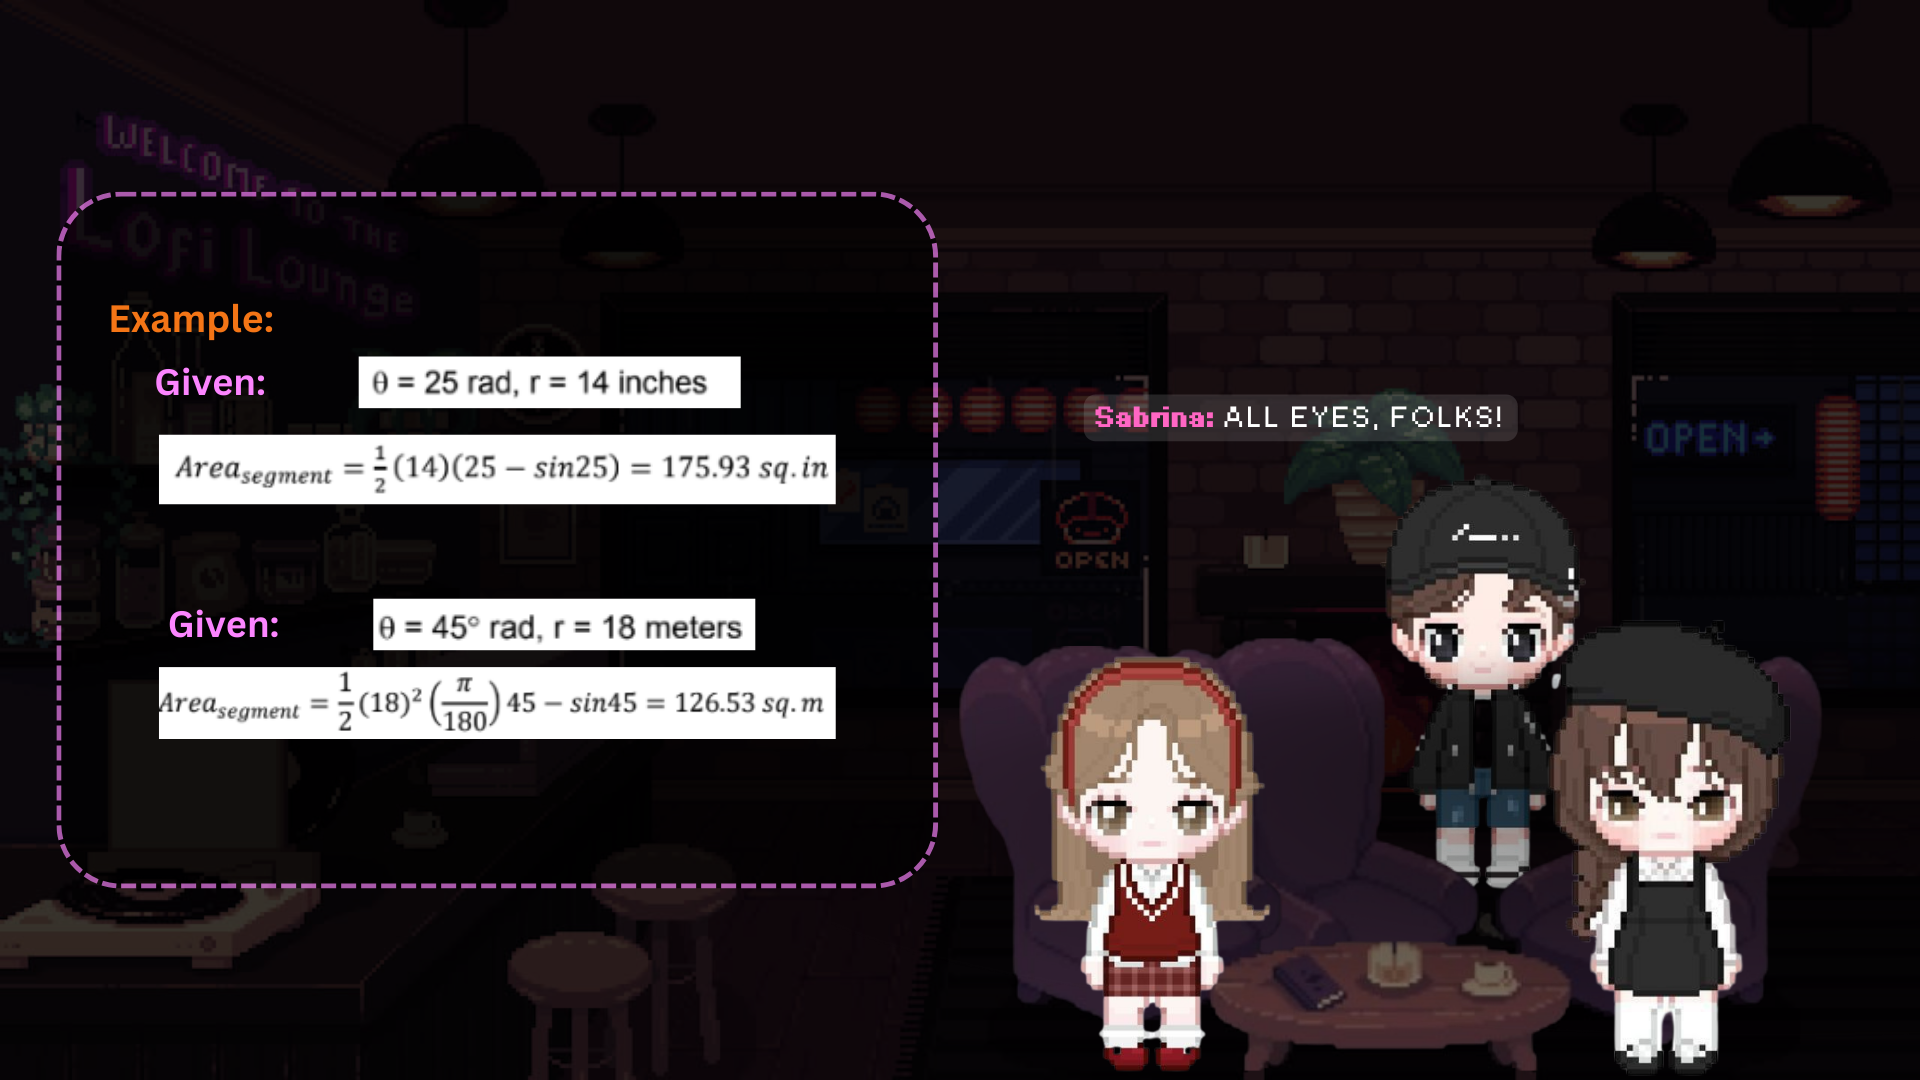 WELCOME TO THE
Lofi Lounge
Example:
Given: θ = 25 rad, r = 14 inches
Area_segment = 1/2 (14)(25 − sin25) = 175.93 sq. in
Sabrina: ALL EYES, FOLKS!
OPEN→
OPEN
Given: θ = 45° rad, r = 18 meters
Area_segment = 1/2 (18)² (π/180) 45 − sin45 = 126.53 sq. m